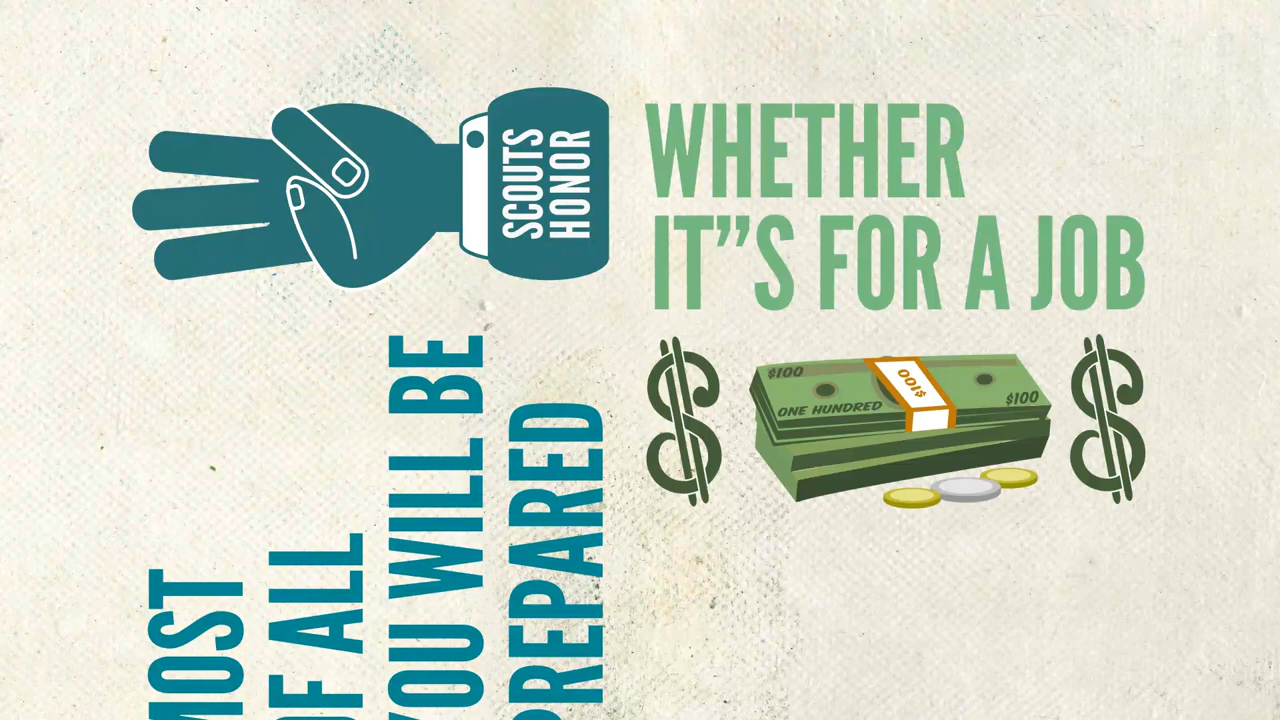 SCOUTS
HONOR
WHETHER
IT”S FOR A JOB
$ $
$100
ONE HUNDRED
$100
$100
MOST
OF ALL
YOU WILL BE
PREPARED